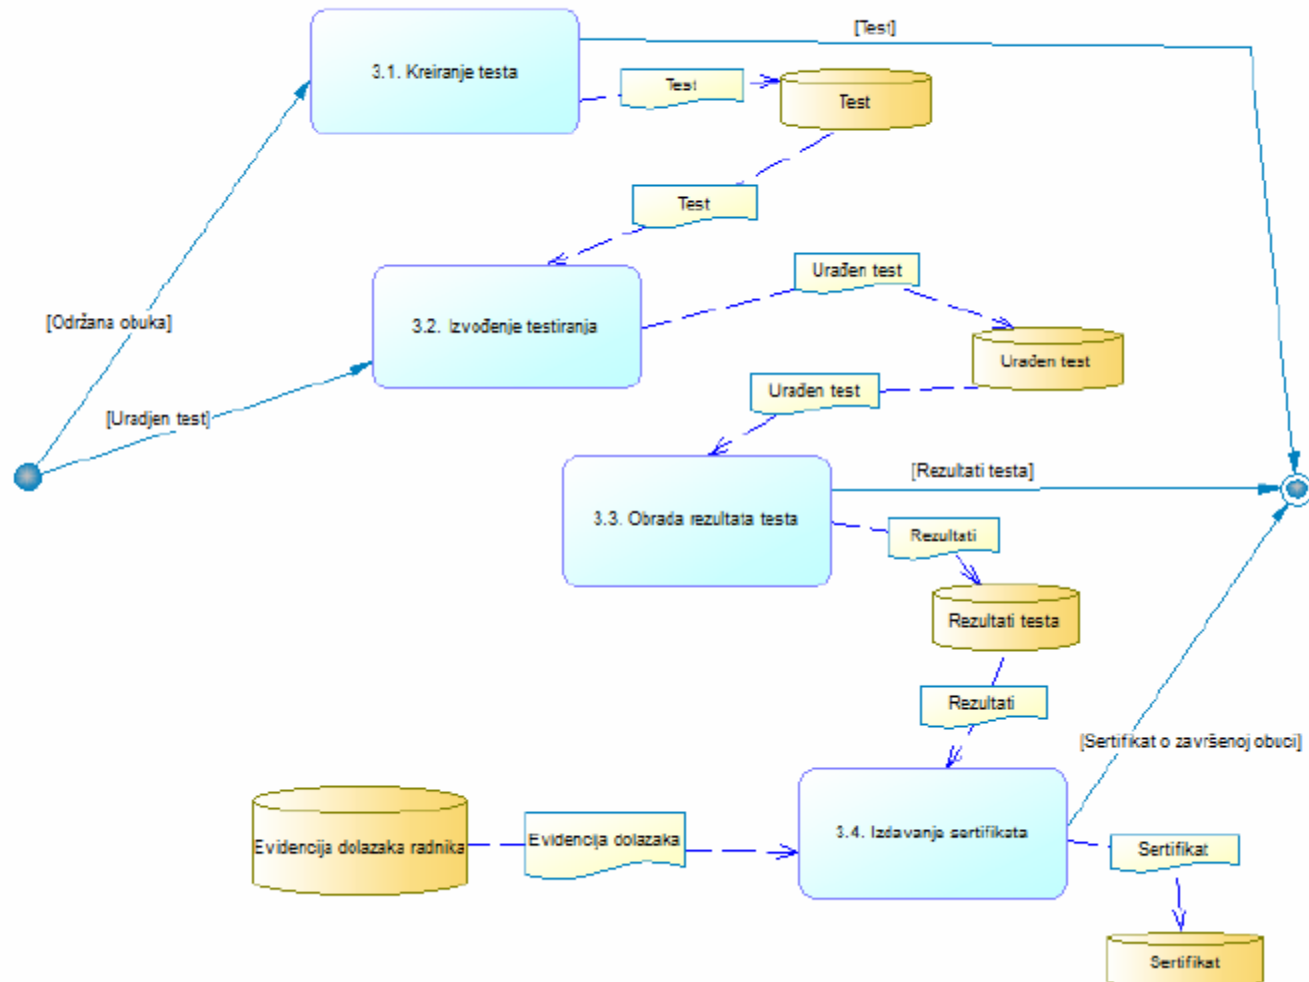 [Test]
3.1. Kreiranje testa
Test
Test
Test
Urađen test
[Održana obuka]
3.2. Izvođenje testiranja
Urađen test
Urađen test
[Uradjen test]
[Rezultati testa]
3.3. Obrada rezultata testa
Rezultati
Rezultati testa
Rezultati
[Sertifikat o završenoj obuci]
3.4. Izdavanje sertifikata
Evidencija dolazaka radnika
Evidencija dolazaka
Sertifikat
Sertifikat